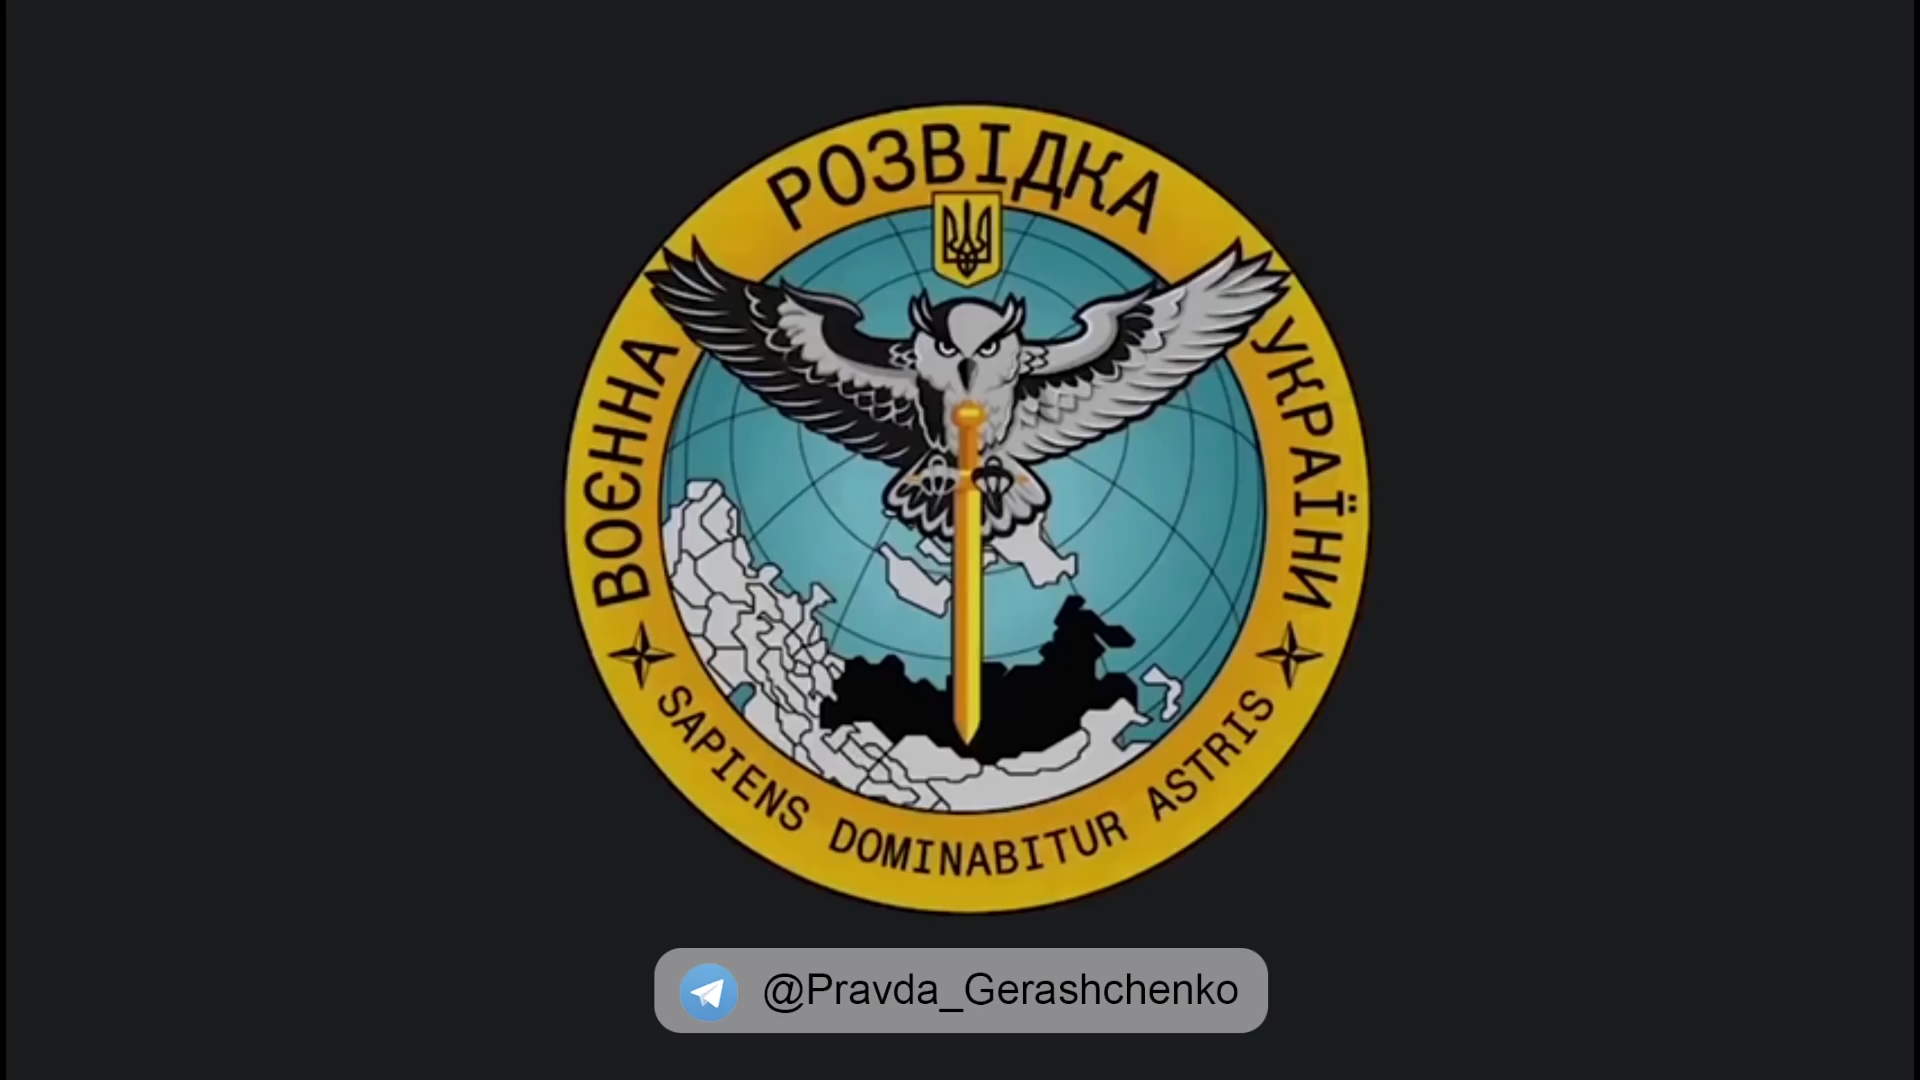 ВОЄННА РОЗВІДКА УКРАЇНИ
SAPIENS DOMINABITUR ASTRIS
@Pravda_Gerashchenko